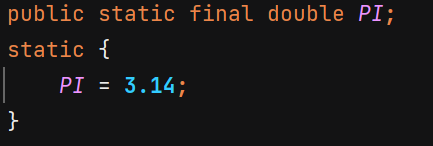 public static final double PI;
static {
    PI = 3.14;
}